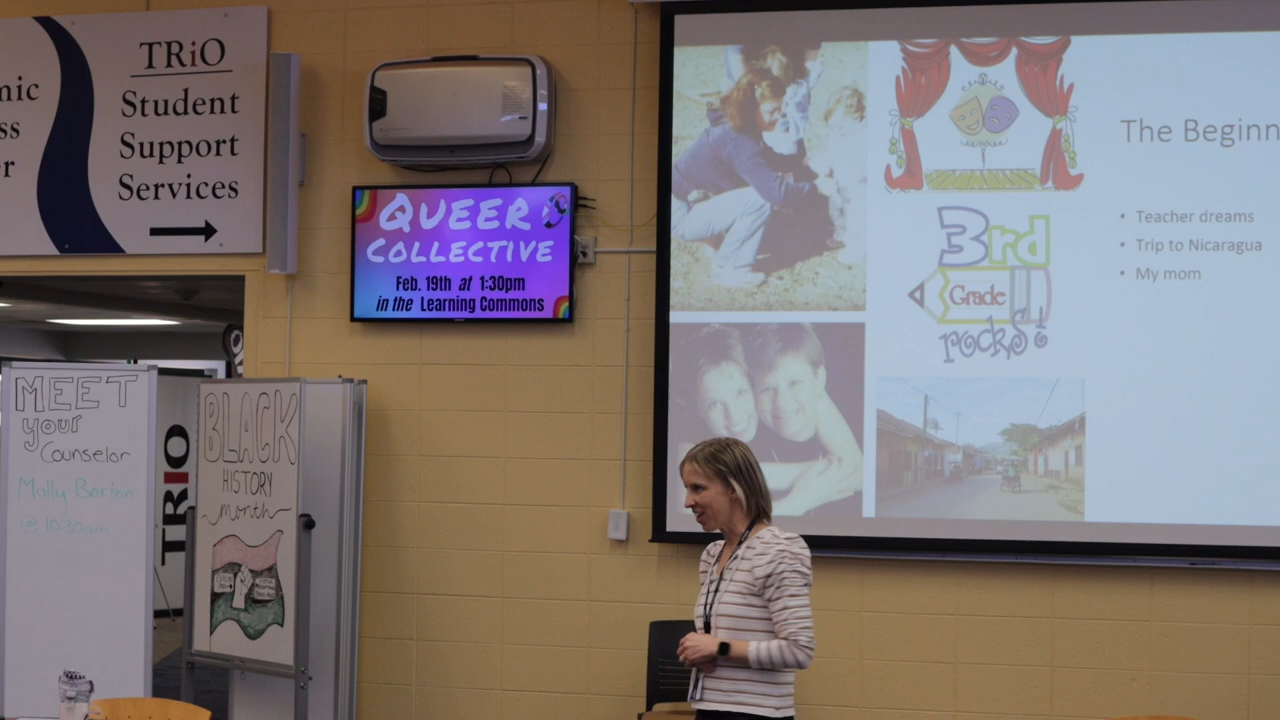 mic
ss
r
TRiO
Student
Support
Services
QUEER
COLLECTIVE
Feb. 19th at 1:30pm
in the Learning Commons
MEET
your
Counselor
Molly Barton
@ 10:30am
TRIO
BLACK
HISTORY
month
3rd
Grade
rocks!
The Beginn
• Teacher dreams
• Trip to Nicaragua
• My mom